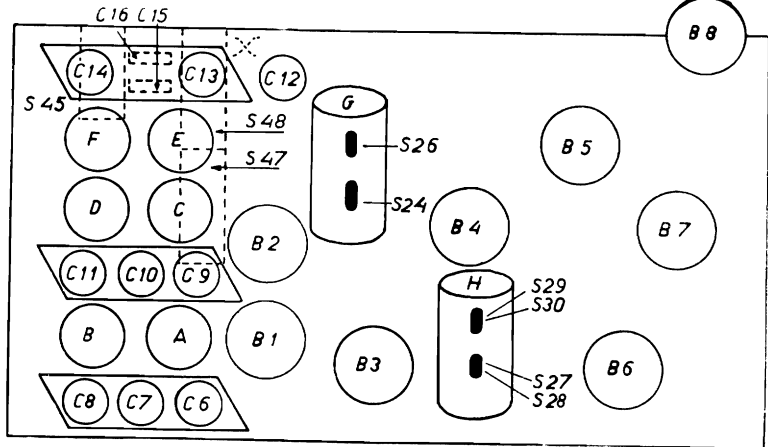 C16 C15
B8
C14 C13 C12
S45
G
F E S48
S26
B5
S47
S24
D C
B2
B4
B7
C11 C10 C9
H
S29
S30
B A B1
B3
B6
S27
S28
C8 C7 C6